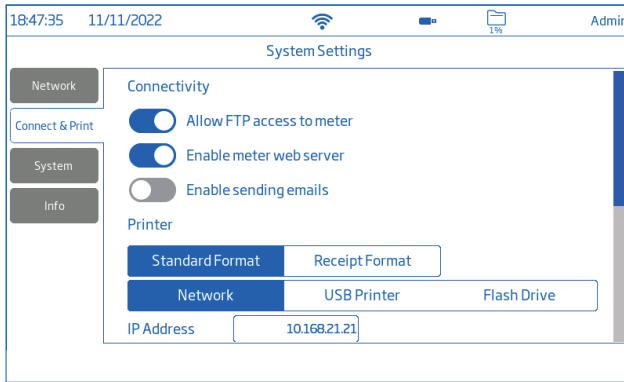 18:47:35 11/11/2022 1% Admin
System Settings
Network
Connect & Print
System
Info
Connectivity
Allow FTP access to meter
Enable meter web server
Enable sending emails
Printer
Standard Format Receipt Format
Network USB Printer Flash Drive
IP Address 10.168.21.21